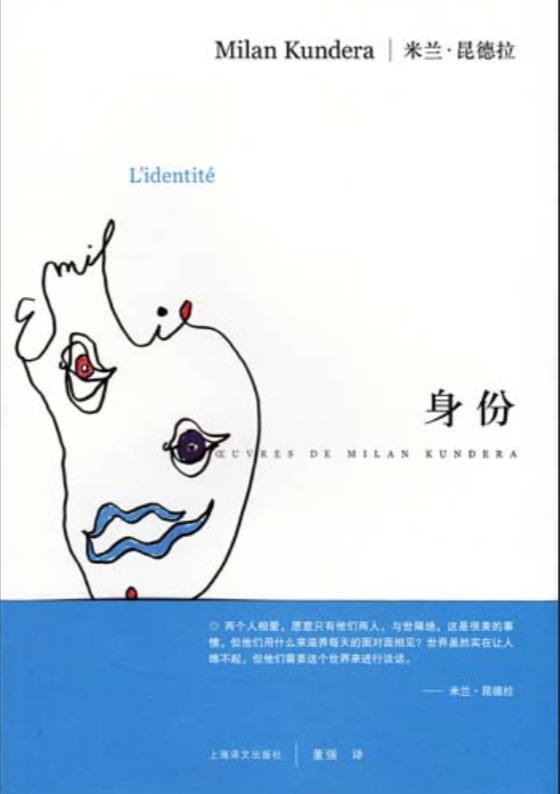 Milan Kundera | 米兰·昆德拉
L'identité
身份
ŒUVRES DE MILAN KUNDERA
⊙ 两个人相爱，愿意只有他们两人，与世隔绝，这是很美的事
情。但他们用什么来滋养每天的面对面相见？世界虽然实在让人
瞧不起，但他们需要这个世界来进行谈话。
—— 米兰·昆德拉
上海译文出版社 | 董强 译